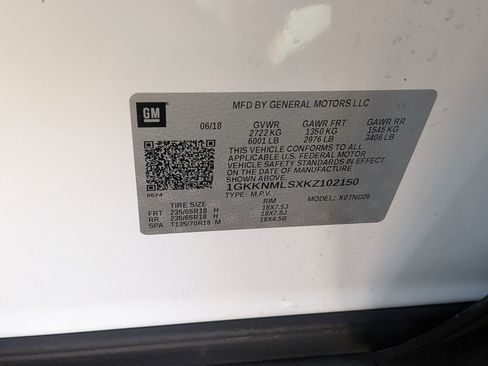 GM
MFD BY GENERAL MOTORS LLC
06/18 GVWR GAWR FRT GAWR RR
2722 KG 1350 KG 1545 KG
6001 LB 2976 LB 3406 LB
THIS VEHICLE CONFORMS TO ALL
APPLICABLE U.S. FEDERAL MOTOR
VEHICLE SAFETY STANDARDS IN EFFECT
ON THE DATE OF MANUFACTURE SHOWN ABOVE.
1GKKNMLSXKZ102150
TYPE: M.P.V. MODEL: X0TND26
8624
TIRE SIZE RIM
FRT 235/65R18 H 18X7.5J
RR 235/65R18 H 18X7.5J
SPA T135/70R18 M 18X4.5B